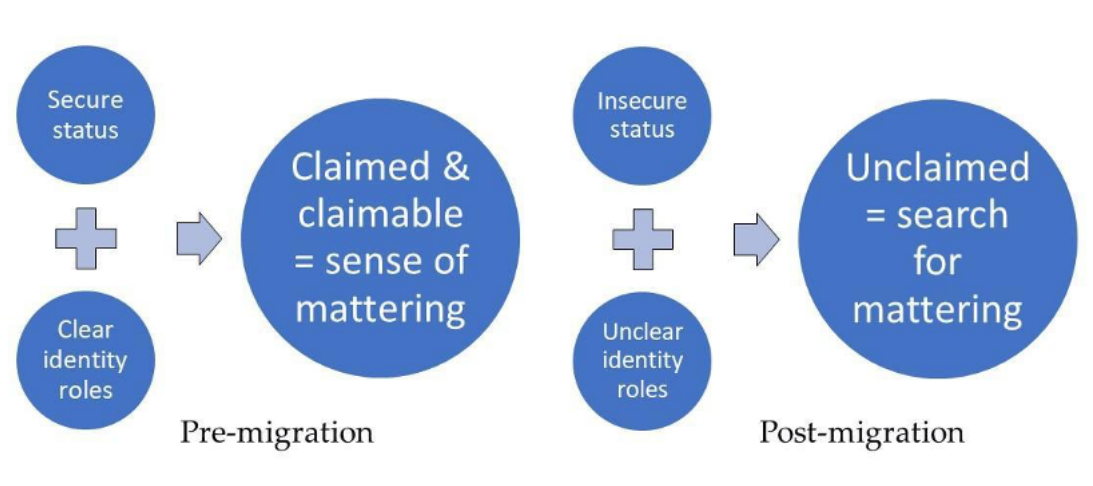 Secure
status
Clear
identity
roles
Claimed &
claimable
= sense of
mattering
Pre-migration
Insecure
status
Unclear
identity
roles
Unclaimed
= search
for
mattering
Post-migration